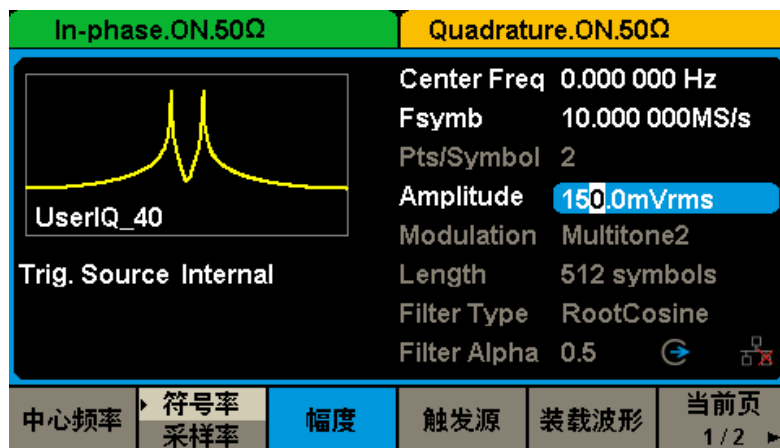 In-phase.ON.50Ω
Quadrature.ON.50Ω
Center Freq 0.000 000 Hz
Fsymb 10.000 000MS/s
Pts/Symbol 2
Amplitude 150.0mVrms
UserIQ_40
Modulation Multitone2
Trig. Source Internal
Length 512 symbols
Filter Type RootCosine
Filter Alpha 0.5
中心频率
符号率
采样率
幅度
触发源
装载波形
当前页
1/2